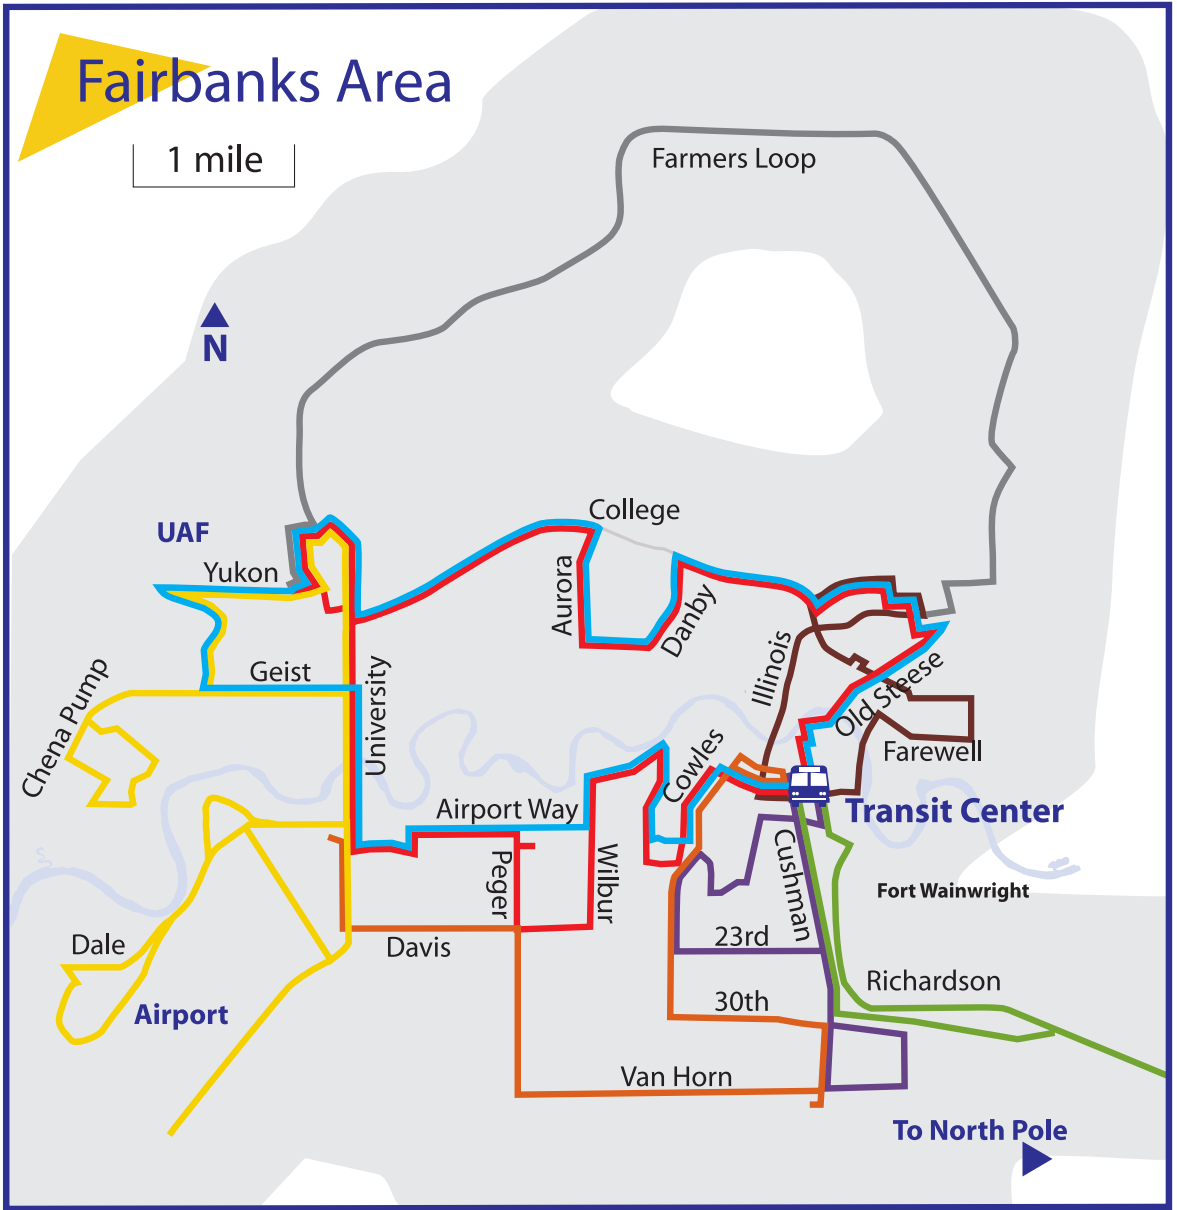 Fairbanks Area
1 mile
Farmers Loop
N
College
UAF
Yukon
Aurora
Danby
Geist
Illinois
University
Old Steese
Chena Pump
Cowles
Farewell
Airport Way
Transit Center
Peger
Wilbur
Cushman
Fort Wainwright
23rd
Dale
Davis
Richardson
30th
Airport
Van Horn
To North Pole